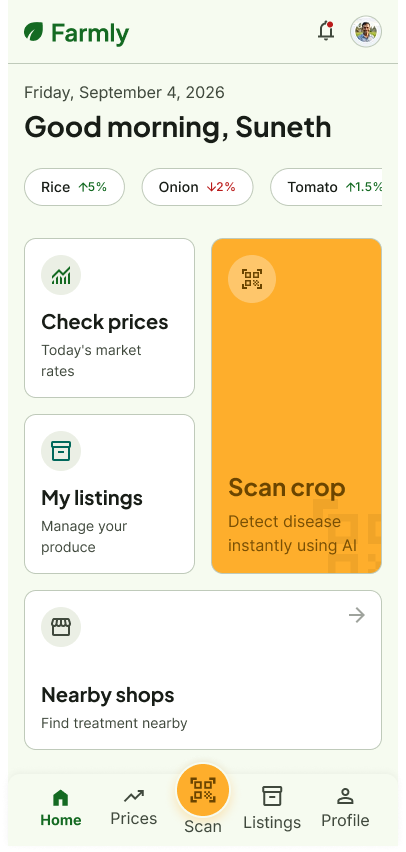 Farmly
Friday, September 4, 2026
Good morning, Suneth
Rice ↑5% Onion ↓2% Tomato ↑1.5%
Check prices
Today's market
rates
My listings
Manage your
produce
Scan crop
Detect disease
instantly using AI
Nearby shops
Find treatment nearby
Home Prices Scan Listings Profile